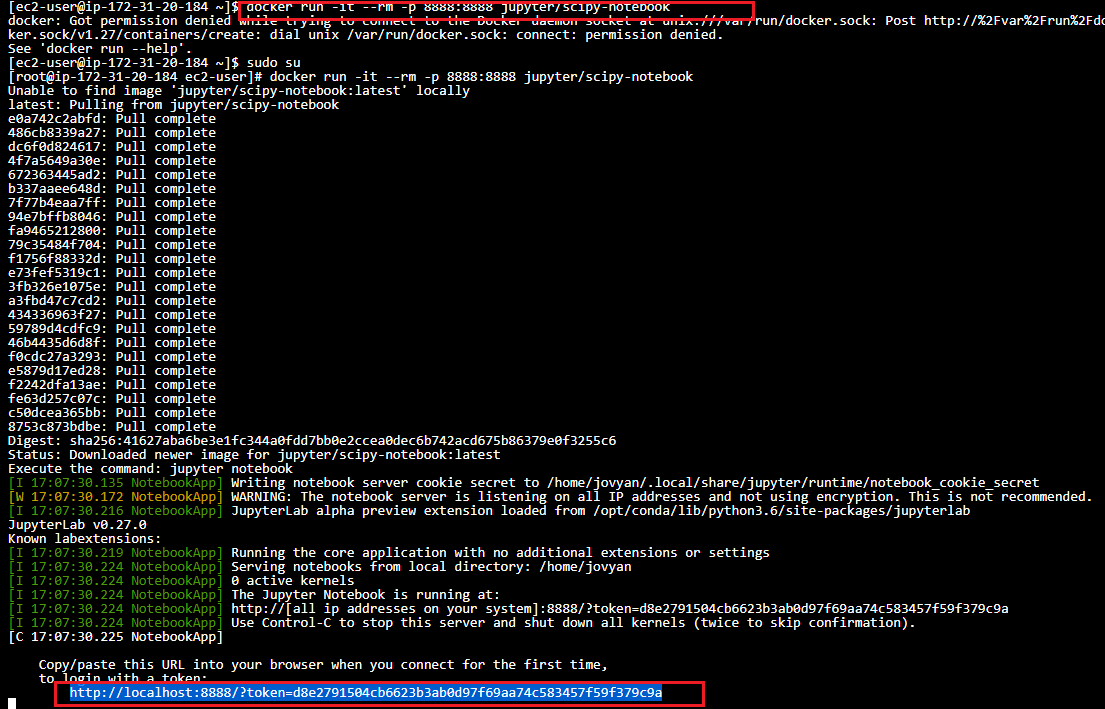 [ec2-user@ip-172-31-20-184 ~]$ docker run -it --rm -p 8888:8888 jupyter/scipy-notebook
docker: Got permission denied while trying to connect to the Docker daemon socket at unix:///var/run/docker.sock: Post http://%2Fvar%2Frun%2Fdo
ker.sock/v1.27/containers/create: dial unix /var/run/docker.sock: connect: permission denied.
See 'docker run --help'.
[ec2-user@ip-172-31-20-184 ~]$ sudo su
[root@ip-172-31-20-184 ec2-user]# docker run -it --rm -p 8888:8888 jupyter/scipy-notebook
Unable to find image 'jupyter/scipy-notebook:latest' locally
latest: Pulling from jupyter/scipy-notebook
e0a742c2abfd: Pull complete
486cb8339a27: Pull complete
dc6f0d824617: Pull complete
4f7a5649a30e: Pull complete
672363445ad2: Pull complete
b337aaee648d: Pull complete
7f77b4eaa7ff: Pull complete
94e7bffb8046: Pull complete
fa9465212800: Pull complete
79c35484f704: Pull complete
f1756f88332d: Pull complete
e73fef5319c1: Pull complete
3fb326e1075e: Pull complete
a3fbd47c7cd2: Pull complete
434336963f27: Pull complete
59789d4cdfc9: Pull complete
46b4435d6d8f: Pull complete
f0cdc27a3293: Pull complete
e5879d17ed28: Pull complete
f2242dfa13ae: Pull complete
fe63d257c07c: Pull complete
c50dcea365bb: Pull complete
8753c873bdbe: Pull complete
Digest: sha256:41627aba6be3e1fc344a0fdd7bb0e2ccea0dec6b742acd675b86379e0f3255c6
Status: Downloaded newer image for jupyter/scipy-notebook:latest
Execute the command: jupyter notebook
[I 17:07:30.135 NotebookApp] Writing notebook server cookie secret to /home/jovyan/.local/share/jupyter/runtime/notebook_cookie_secret
[W 17:07:30.172 NotebookApp] WARNING: The notebook server is listening on all IP addresses and not using encryption. This is not recommended.
[I 17:07:30.216 NotebookApp] JupyterLab alpha preview extension loaded from /opt/conda/lib/python3.6/site-packages/jupyterlab
JupyterLab v0.27.0
Known labextensions:
[I 17:07:30.219 NotebookApp] Running the core application with no additional extensions or settings
[I 17:07:30.224 NotebookApp] Serving notebooks from local directory: /home/jovyan
[I 17:07:30.224 NotebookApp] 0 active kernels
[I 17:07:30.224 NotebookApp] The Jupyter Notebook is running at:
[I 17:07:30.224 NotebookApp] http://[all ip addresses on your system]:8888/?token=d8e2791504cb6623b3ab0d97f69aa74c583457f59f379c9a
[I 17:07:30.224 NotebookApp] Use Control-C to stop this server and shut down all kernels (twice to skip confirmation).
[C 17:07:30.225 NotebookApp]
Copy/paste this URL into your browser when you connect for the first time,
to login with a token:
http://localhost:8888/?token=d8e2791504cb6623b3ab0d97f69aa74c583457f59f379c9a